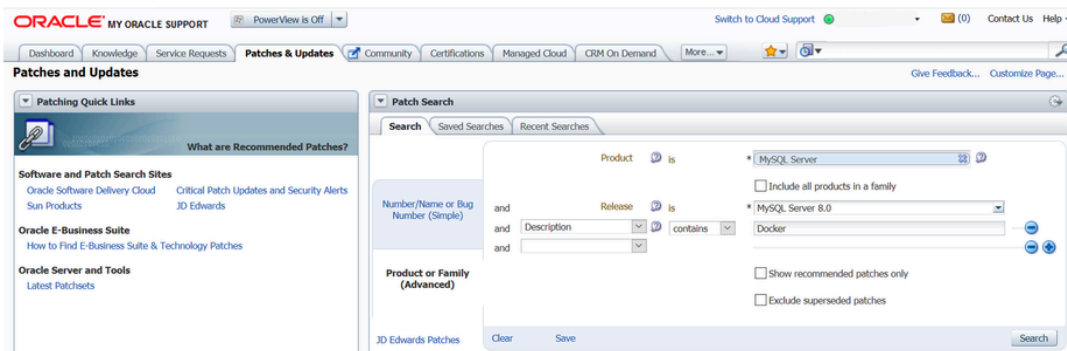 ORACLE MY ORACLE SUPPORT PowerView is Off Switch to Cloud Support (0) Contact Us Help
Dashboard Knowledge Service Requests Patches & Updates Community Certifications Managed Cloud CRM On Demand More...
Patches and Updates
Give Feedback... Customize Page...
Patching Quick Links
What are Recommended Patches?
Software and Patch Search Sites
Oracle Software Delivery Cloud Critical Patch Updates and Security Alerts
Sun Products JD Edwards
Oracle E-Business Suite
How to Find E-Business Suite & Technology Patches
Oracle Server and Tools
Latest Patchsets
Patch Search
Search Saved Searches Recent Searches
Number/Name or Bug
Number (Simple)
Product or Family
(Advanced)
JD Edwards Patches
Product is * MySQL Server
Include all products in a family
and Release is * MySQL Server 8.0
and Description contains Docker
and
Show recommended patches only
Exclude superseded patches
Clear Save Search